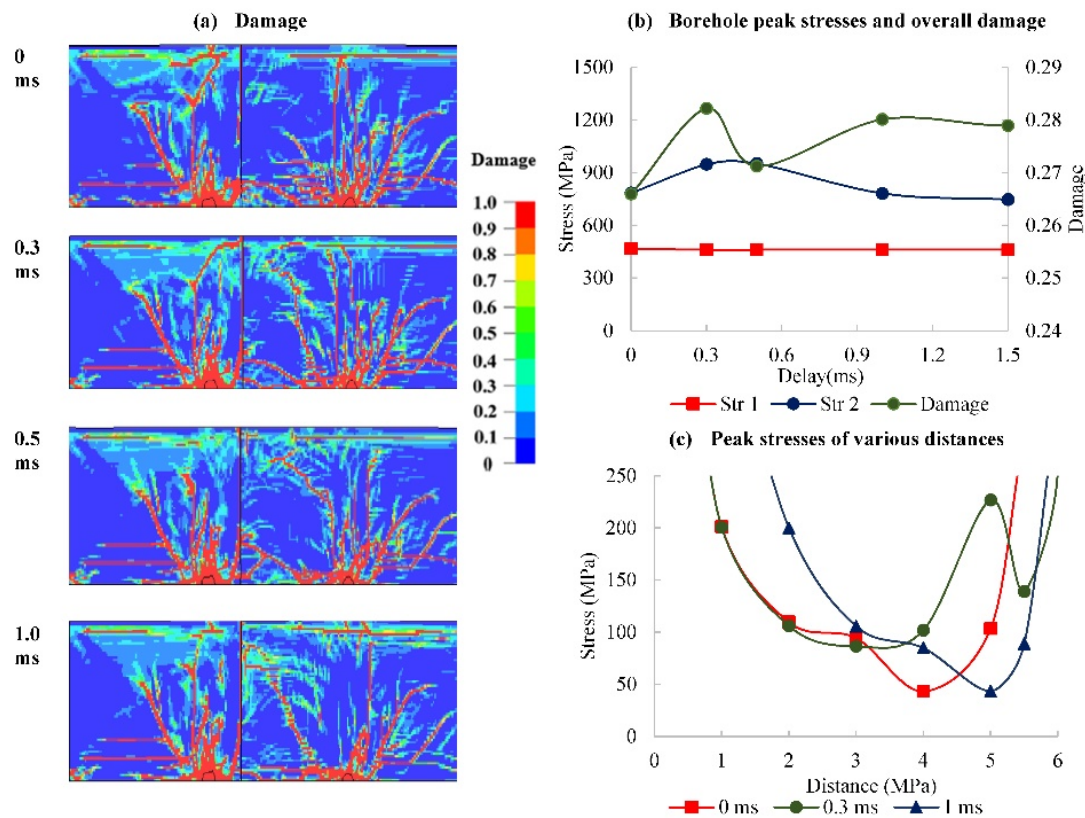 (a) Damage
0
ms
0.3
ms
0.5
ms
1.0
ms
Damage
1.0
0.9
0.8
0.7
0.6
0.5
0.4
0.3
0.2
0.1
0
(b) Borehole peak stresses and overall damage
1500
1200
900
600
300
0
Stress (MPa)
0.29
0.28
0.27
0.26
0.25
0.24
Damage
0 0.3 0.6 0.9 1.2 1.5
Delay(ms)
Str 1 Str 2 Damage
(c) Peak stresses of various distances
250
200
150
100
50
0
Stress (MPa)
0 1 2 3 4 5 6
Distance (MPa)
0 ms 0.3 ms 1 ms